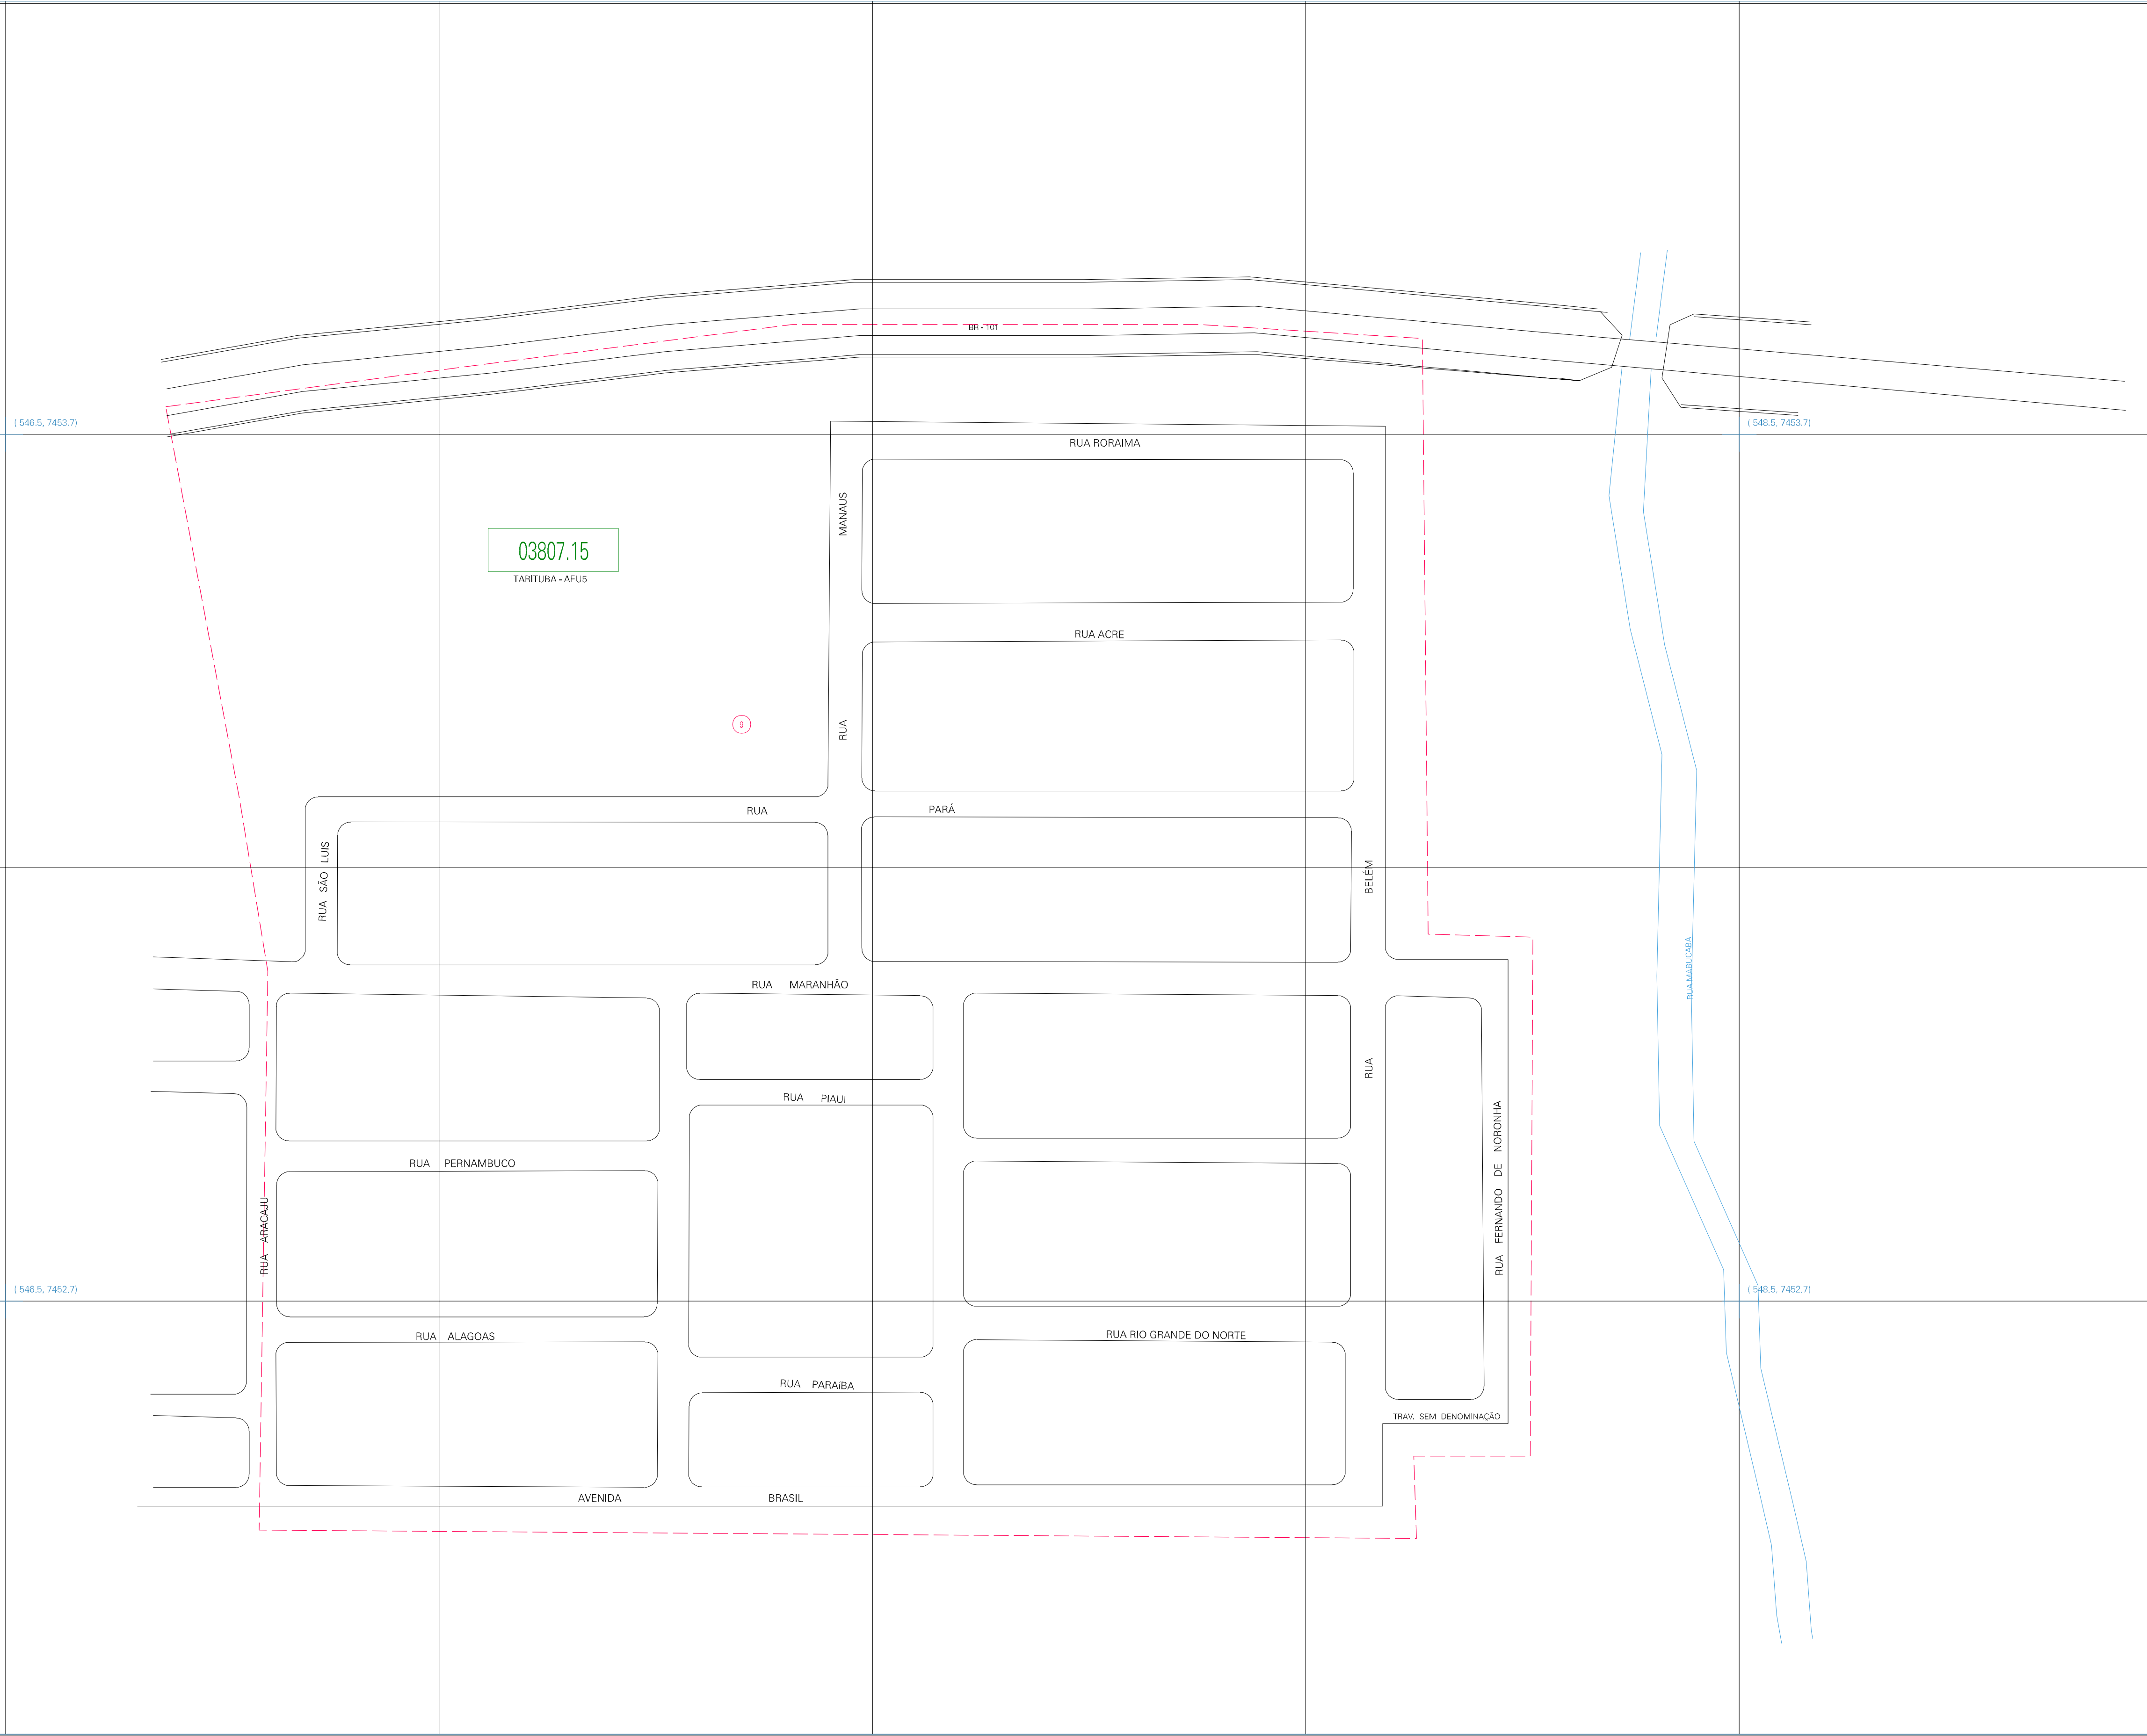 BR - 101
( 546.5, 7453.7)
( 548.5, 7453.7)
RUA RORAIMA
MANAUS
03807.15
TARITUBA - AEU5
RUA ACRE
RUA
RUA
PARÁ
RUA SÃO LUIS
BELÉM
RUA MABUCABA
RUA MARANHÃO
RUA
RUA PIAUI
RUA FERNANDO DE NORONHA
RUA PERNAMBUCO
RUA ARACAJU
( 546.5, 7452.7)
( 548.5, 7452.7)
RUA ALAGOAS
RUA RIO GRANDE DO NORTE
RUA PARAíBA
TRAV. SEM DENOMINAÇÃO
AVENIDA
BRASIL